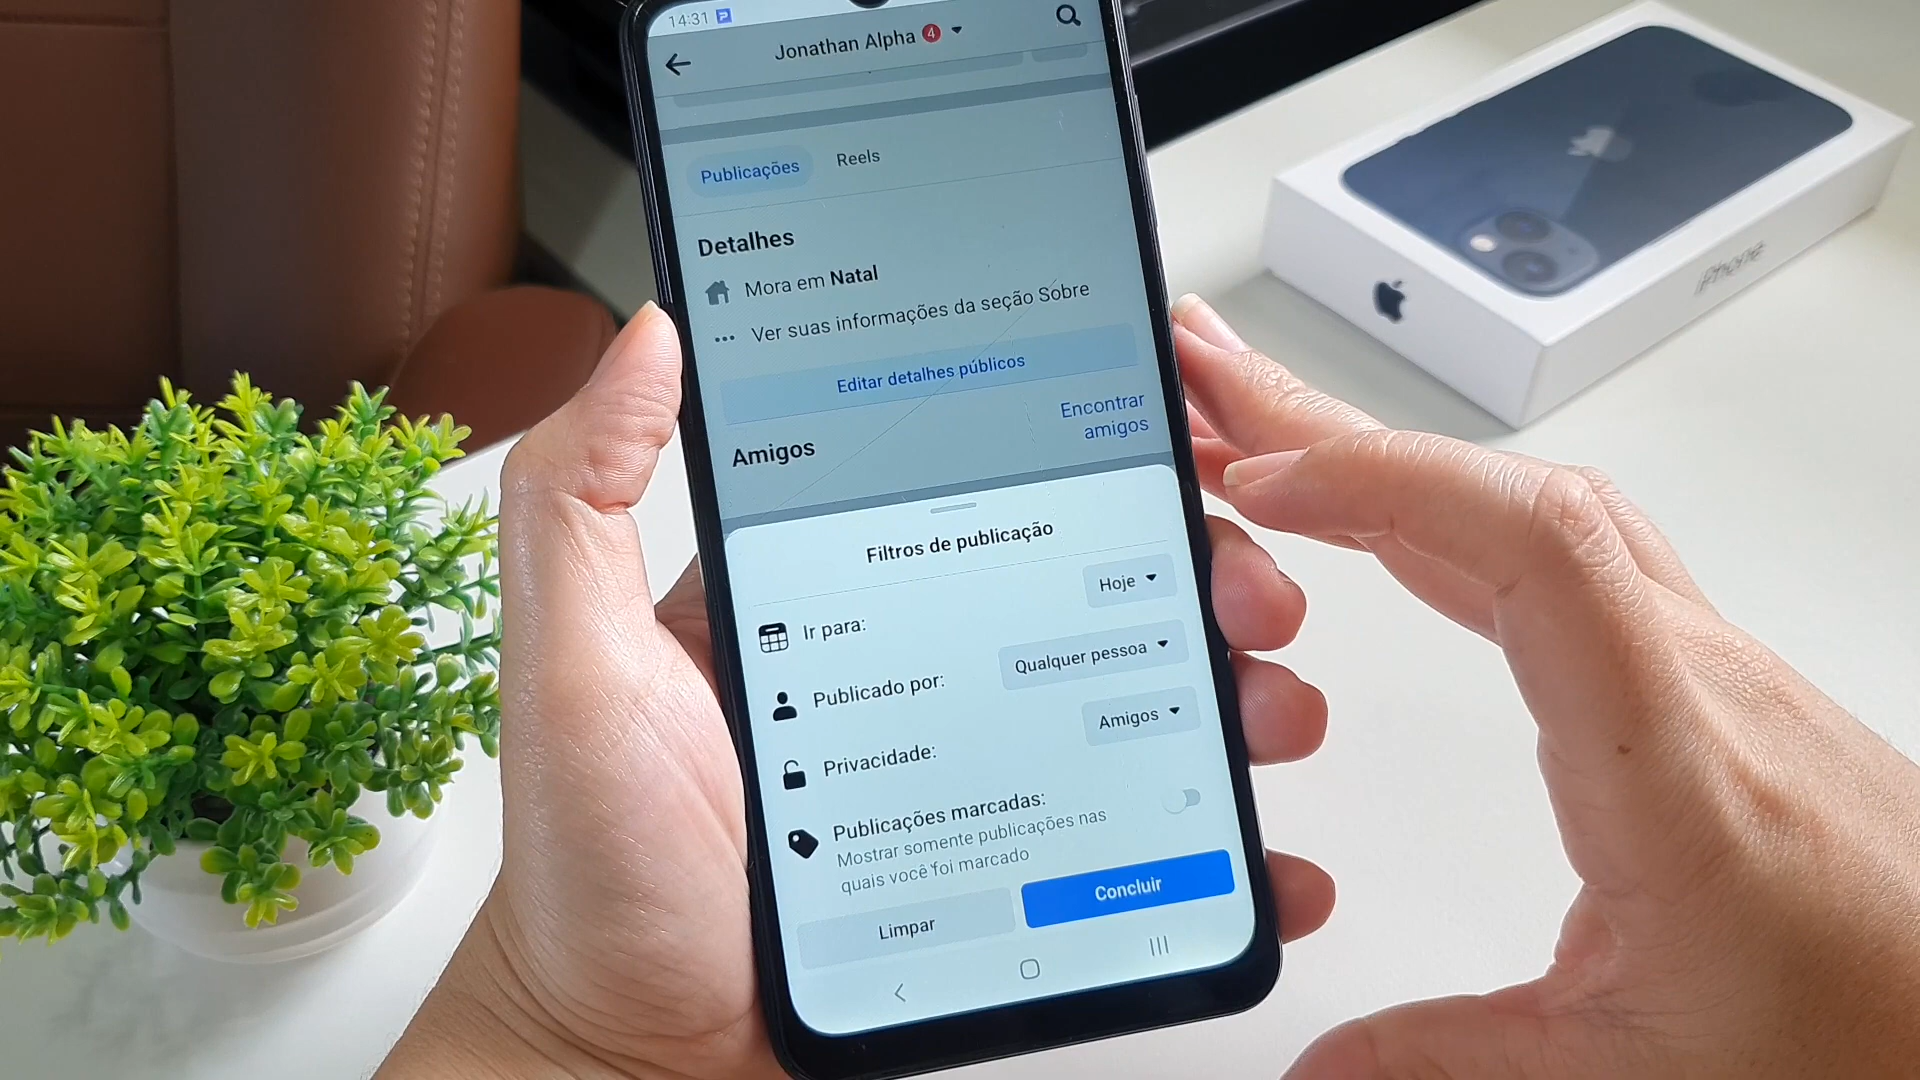 14:31
Jonathan Alpha 4
Publicações Reels
Detalhes
Mora em Natal
Ver suas informações da seção Sobre
Editar detalhes públicos
Amigos
Encontrar
amigos
Filtros de publicação
Ir para:
Hoje
Publicado por:
Qualquer pessoa
Privacidade:
Amigos
Publicações marcadas:
Mostrar somente publicações nas
quais você foi marcado
Limpar
Concluir
iPhone